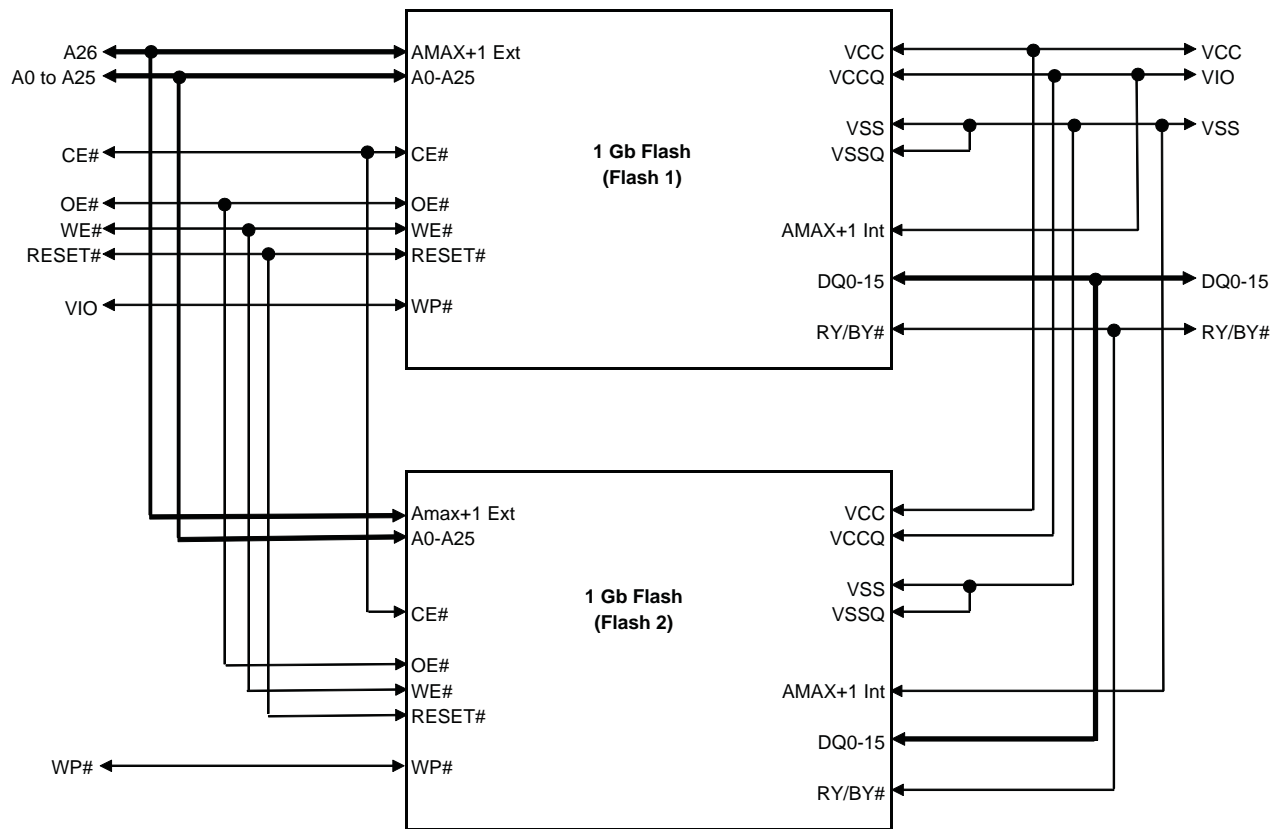 A26
A0 to A25
CE#
OE#
WE#
RESET#
VIO
AMAX+1 Ext
A0-A25
CE#
OE#
WE#
RESET#
WP#
1 Gb Flash
(Flash 1)
VCC
VCCQ
VSS
VSSQ
AMAX+1 Int
DQ0-15
RY/BY#
VCC
VIO
VSS
DQ0-15
RY/BY#
WP#
Amax+1 Ext
A0-A25
CE#
OE#
WE#
RESET#
WP#
1 Gb Flash
(Flash 2)
VCC
VCCQ
VSS
VSSQ
AMAX+1 Int
DQ0-15
RY/BY#